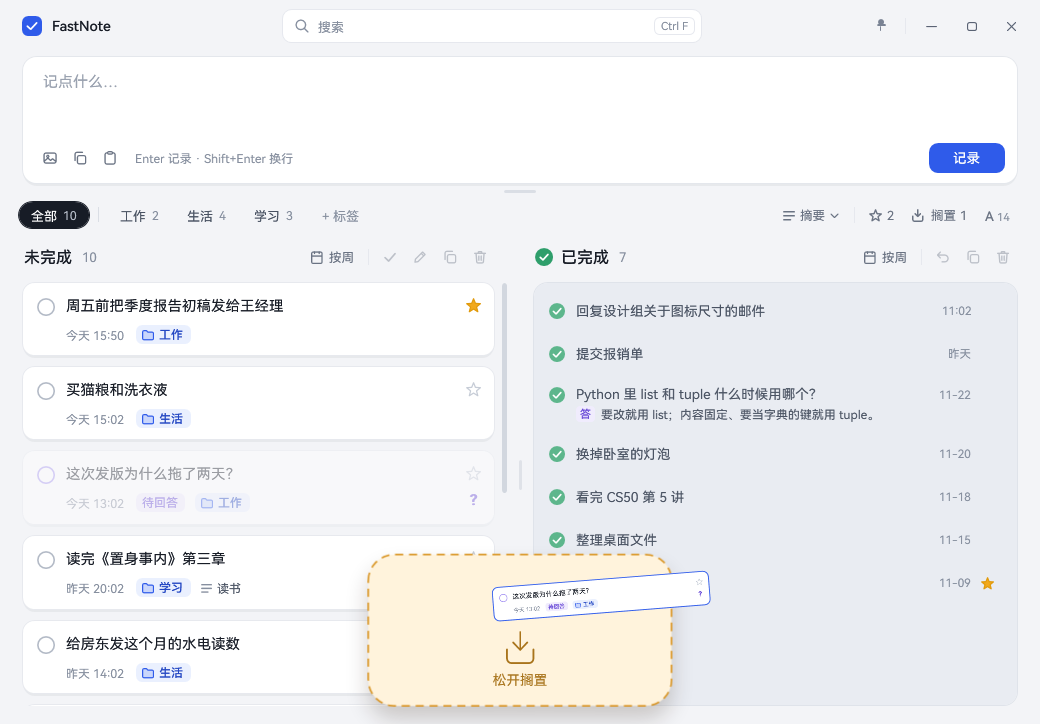 FastNote
搜索
Ctrl F
记点什么...
Enter 记录 · Shift+Enter 换行
记录
全部 10
工作 2
生活 4
学习 3
+ 标签
摘要
2
搁置 1
A 14
未完成 10
按周
周五前把季度报告初稿发给王经理
今天 15:50 工作
买猫粮和洗衣液
今天 15:02 生活
这次发版为什么拖了两天?
今天 13:02 待回答 工作 ?
读完《置身事内》第三章
昨天 20:02 学习 读书
给房东发这个月的水电读数
昨天 14:02 生活
已完成 7
按周
回复设计组关于图标尺寸的邮件 11:02
提交报销单 昨天
Python 里 list 和 tuple 什么时候用哪个? 11-22
答 要改就用 list；内容固定、要当字典的键就用 tuple。
换掉卧室的灯泡 11-20
看完 CS50 第 5 讲 11-18
整理桌面文件 11-15
11-09
这次发版为什么拖了两天?
今天 13:02 待回答 工作 ?
松开搁置